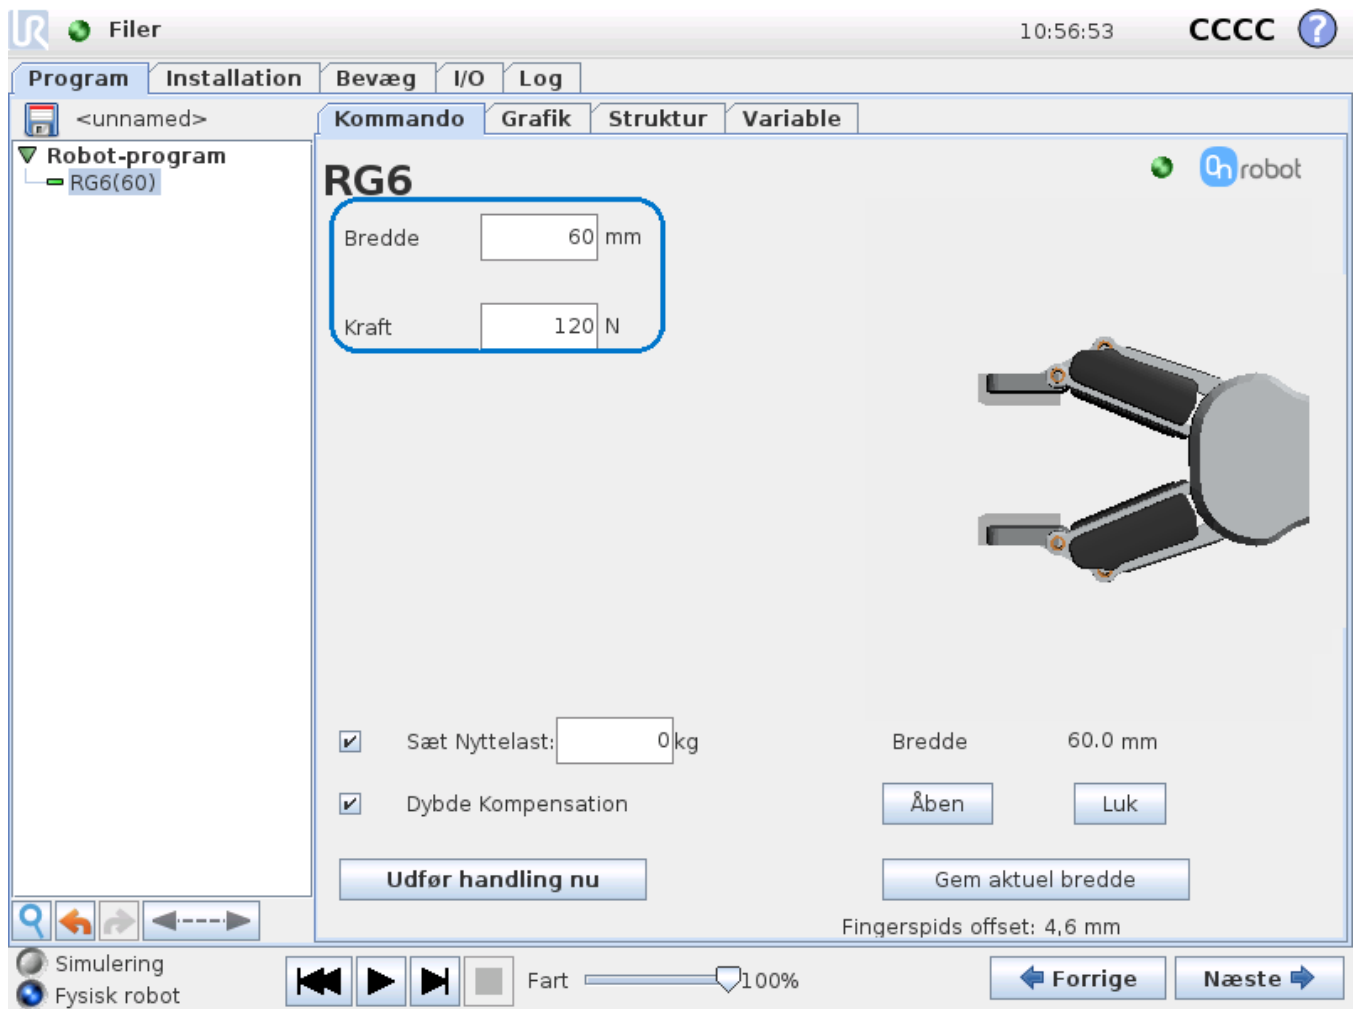 UR Filer 10:56:53 CCCC ?
Program Installation Bevæg I/O Log
<unnamed> Kommando Grafik Struktur Variable
Robot-program
RG6(60)
RG6 On robot
Bredde 60 mm
Kraft 120 N
Sæt Nyttelast: 0 kg Bredde 60.0 mm
Dybde Kompensation Åben Luk
Udfør handling nu Gem aktuel bredde
Fingerspids offset: 4,6 mm
Simulering
Fysisk robot Fart 100% Forrige Næste